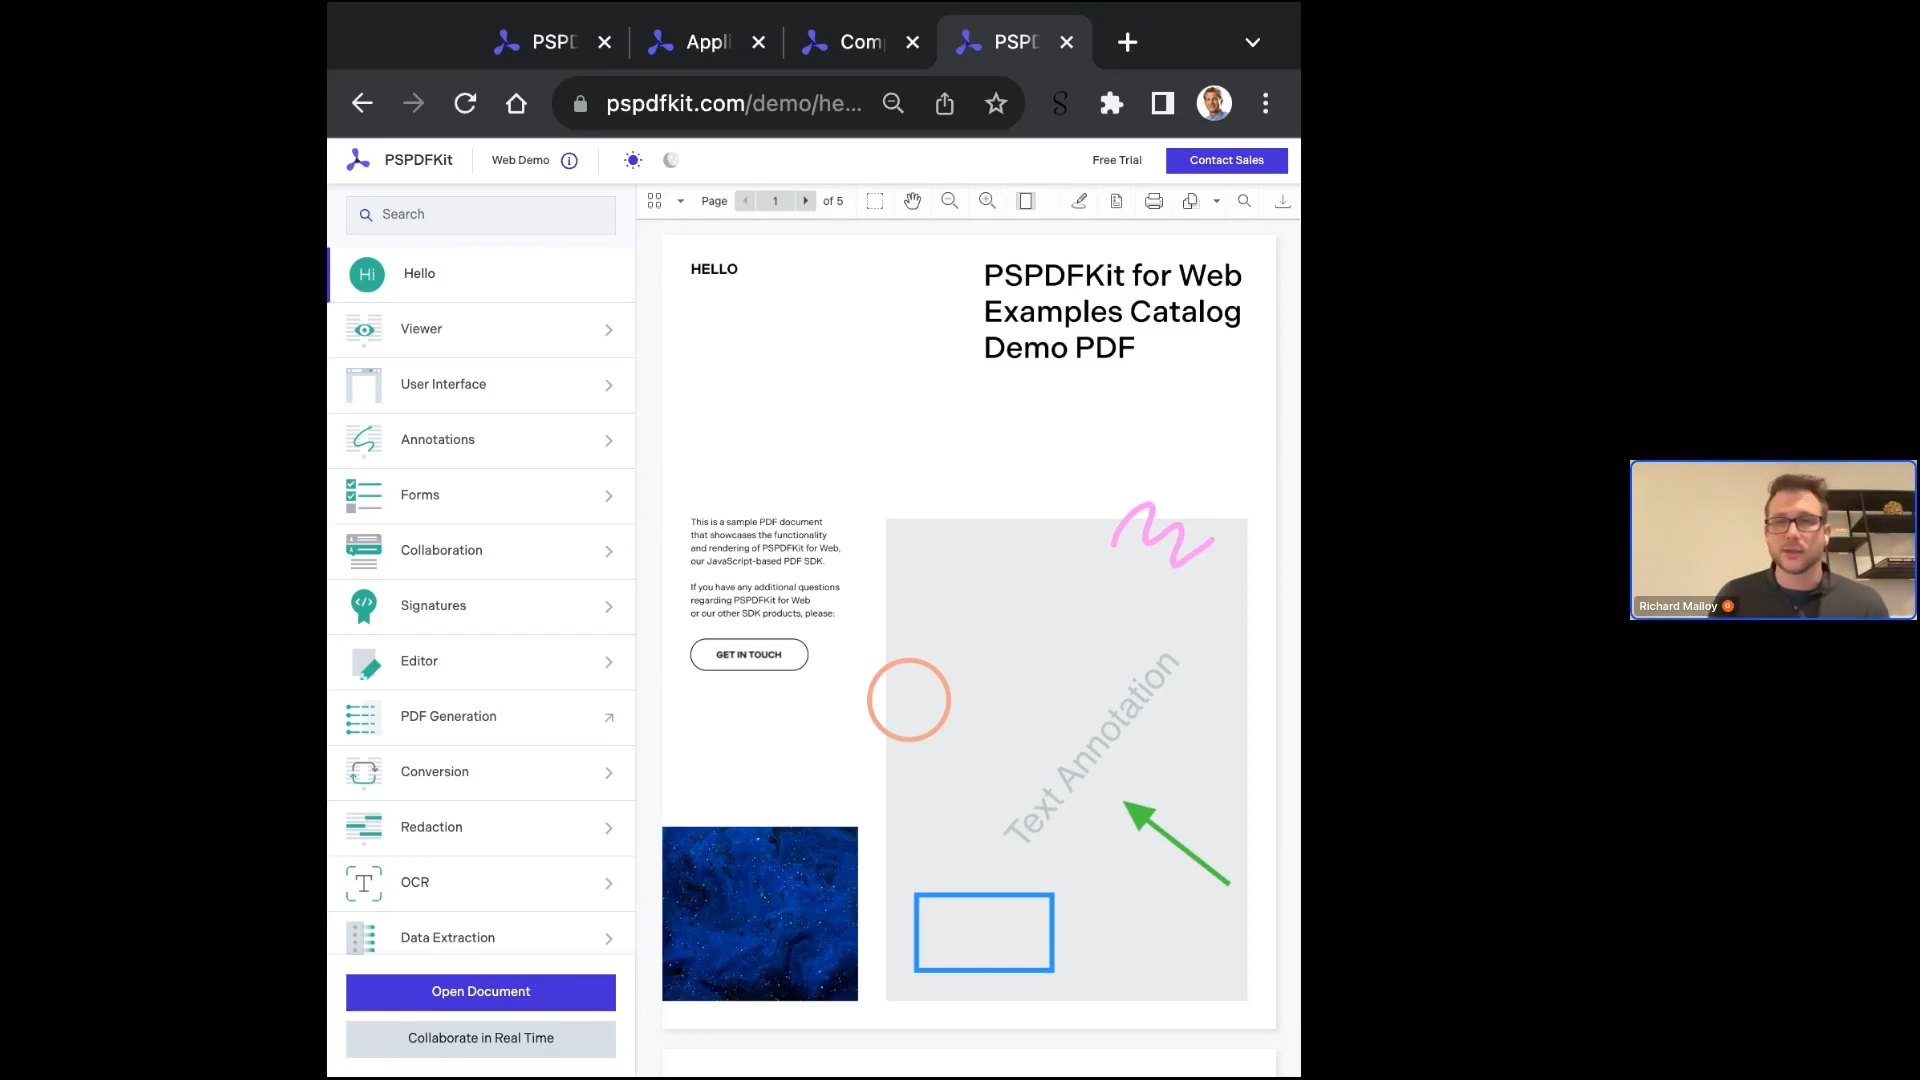 PSPD
Appli
Com
PSPD
pspdfkit.com/demo/he...
PSPDFKit
Web Demo
Free Trial
Contact Sales
Search
Page
1
of 5
Hi
Hello
Viewer
User Interface
Annotations
Forms
Collaboration
Signatures
Editor
PDF Generation
Conversion
Redaction
T
OCR
Data Extraction
Open Document
Collaborate in Real Time
HELLO
PSPDFKit for Web
Examples Catalog
Demo PDF
This is a sample PDF document
that showcases the functionality
and rendering of PSPDFKit for Web,
our JavaScript-based PDF SDK.
If you have any additional questions
regarding PSPDFKit for Web
or our other SDK products, please:
GET IN TOUCH
Text Annotation
Richard Malloy